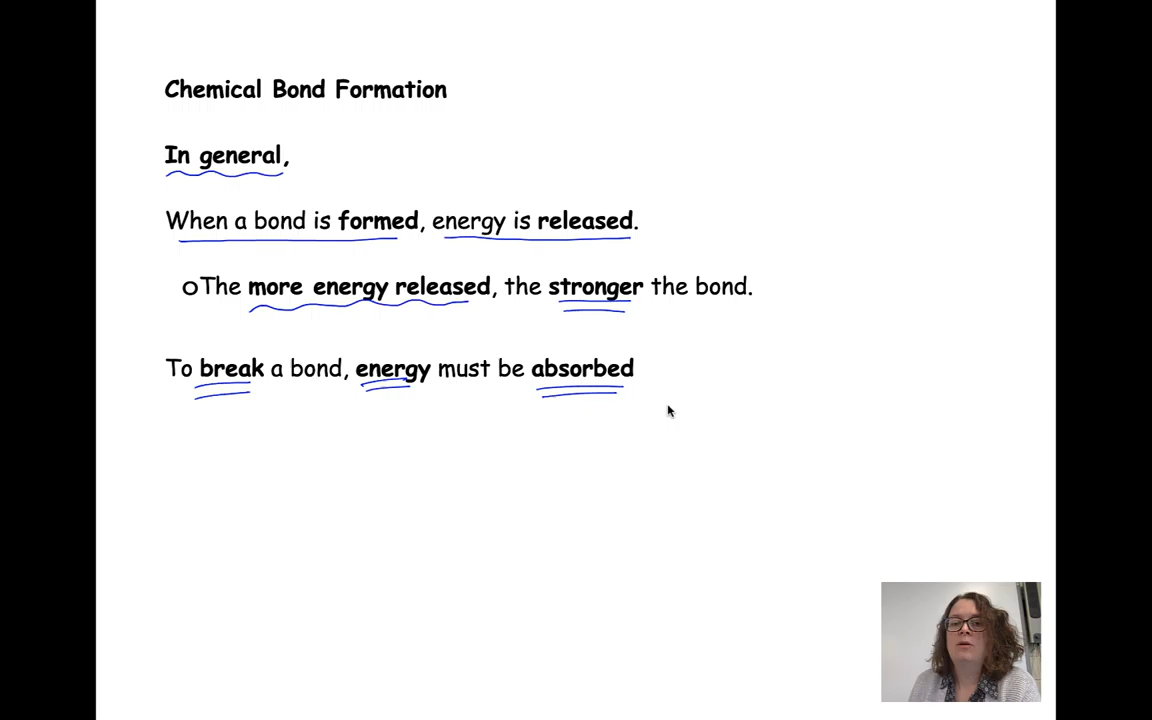 Chemical Bond Formation
In general,
When a bond is formed, energy is released.
oThe more energy released, the stronger the bond.
To break a bond, energy must be absorbed